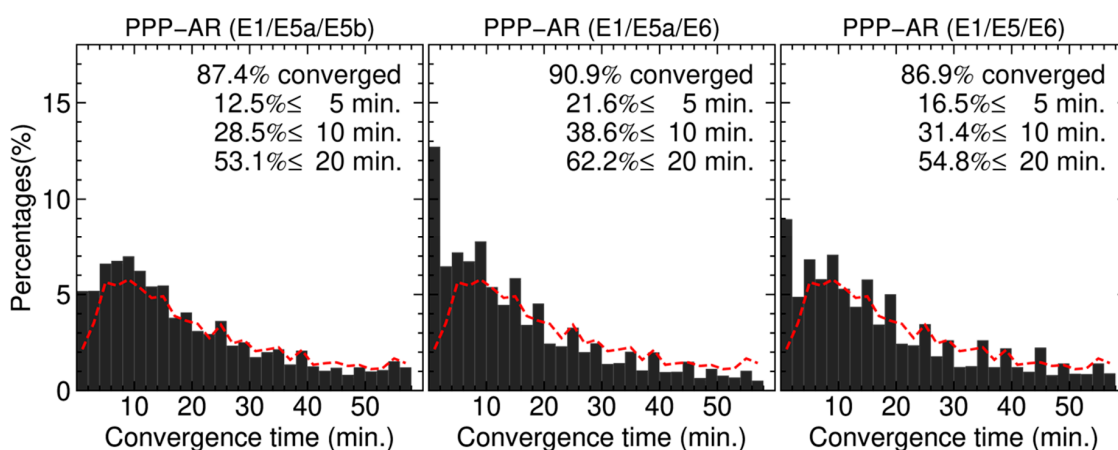 PPP−AR (E1/E5a/E5b)
87.4% converged
12.5%≤ 5 min.
28.5%≤ 10 min.
53.1%≤ 20 min.
Percentages(%)
15
10
5
0
10 20 30 40 50
Convergence time (min.)
PPP−AR (E1/E5a/E6)
90.9% converged
21.6%≤ 5 min.
38.6%≤ 10 min.
62.2%≤ 20 min.
10 20 30 40 50
Convergence time (min.)
PPP−AR (E1/E5/E6)
86.9% converged
16.5%≤ 5 min.
31.4%≤ 10 min.
54.8%≤ 20 min.
10 20 30 40 50
Convergence time (min.)